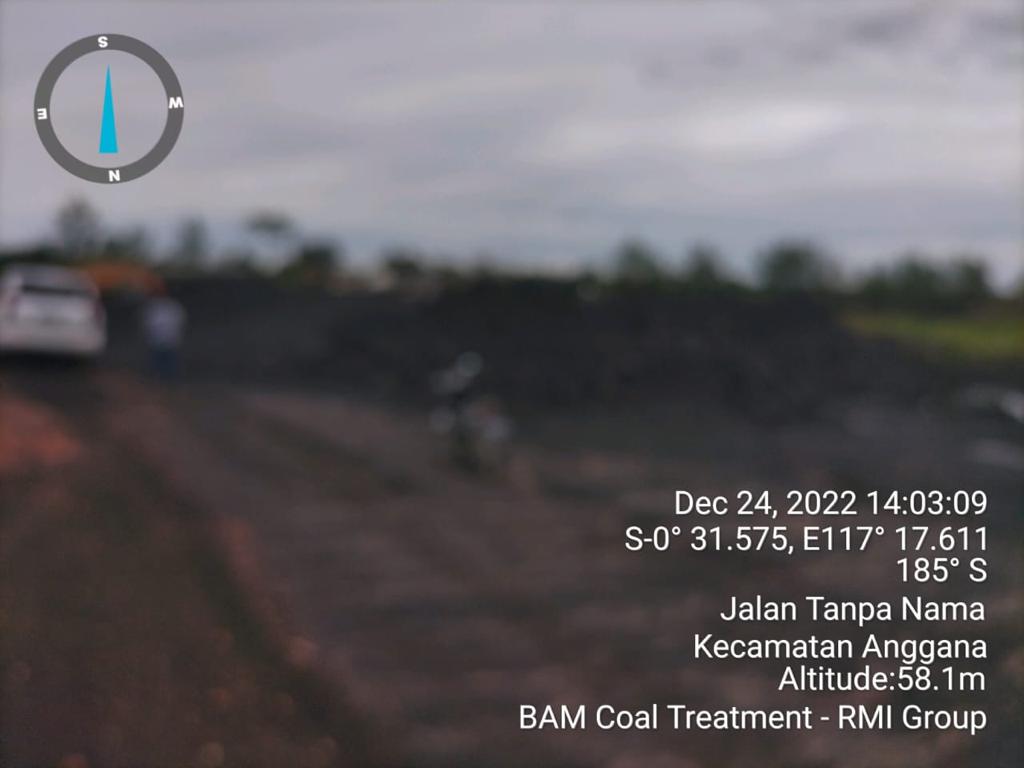 S
E
W
N
Dec 24, 2022 14:03:09
S-0° 31.575, E117° 17.611
185° S
Jalan Tanpa Nama
Kecamatan Anggana
Altitude:58.1m
BAM Coal Treatment - RMI Group